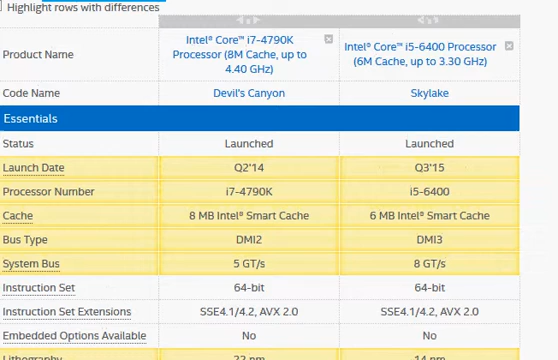 Highlight rows with differences
Product Name
Intel® Core™ i7-4790K
Processor (8M Cache, up to
4.40 GHz)
Intel® Core™ i5-6400 Processor
(6M Cache, up to 3.30 GHz)
Code Name Devil's Canyon Skylake
Essentials
Status Launched Launched
Launch Date Q2'14 Q3'15
Processor Number i7-4790K i5-6400
Cache 8 MB Intel® Smart Cache 6 MB Intel® Smart Cache
Bus Type DMI2 DMI3
System Bus 5 GT/s 8 GT/s
Instruction Set 64-bit 64-bit
Instruction Set Extensions SSE4.1/4.2, AVX 2.0 SSE4.1/4.2, AVX 2.0
Embedded Options Available No No
Lithography 22 nm 14 nm